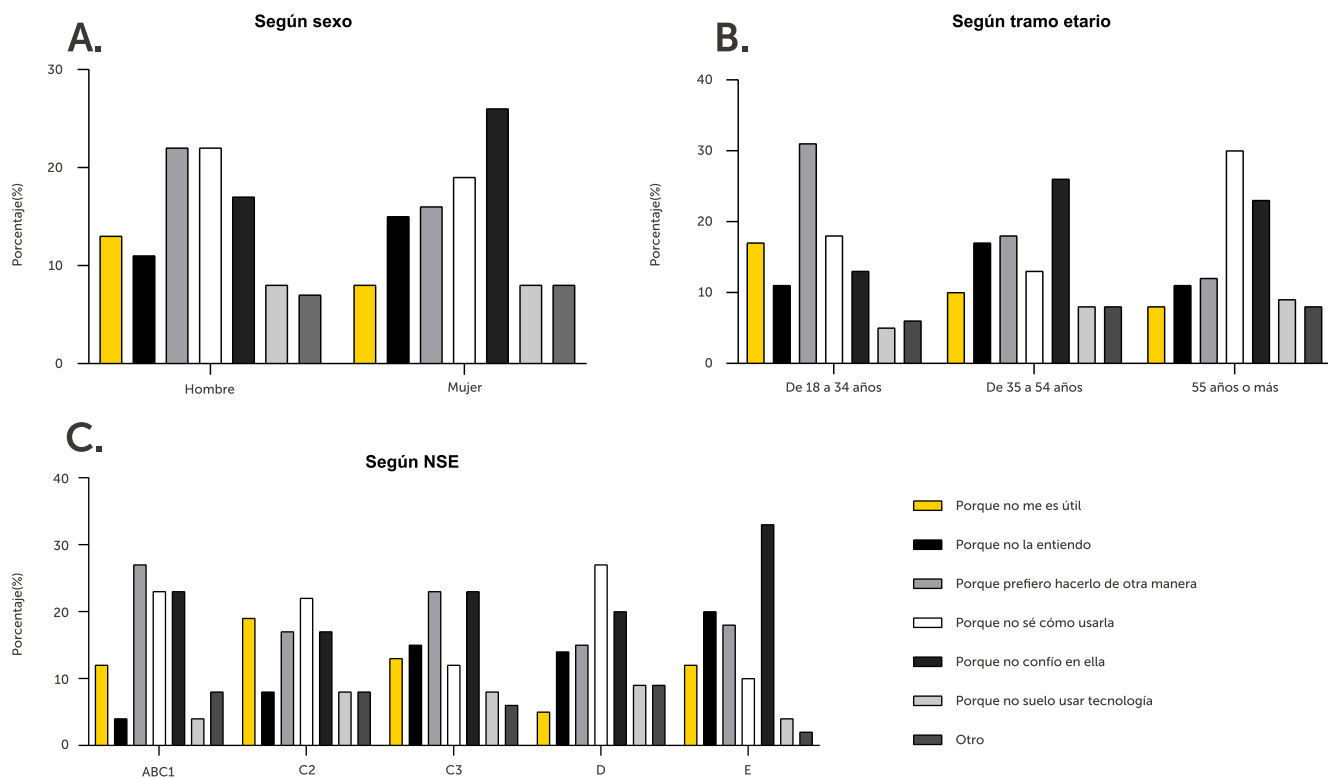 A.
Según sexo
Porcentaje(%)
30
20
10
0
Hombre
Mujer
B.
Según tramo etario
Porcentaje(%)
40
30
20
10
0
De 18 a 34 años
De 35 a 54 años
55 años o más
C.
Según NSE
Porcentaje(%)
40
30
20
10
0
ABC1
C2
C3
D
E
Porque no me es útil
Porque no la entiendo
Porque prefiero hacerlo de otra manera
Porque no sé cómo usarla
Porque no confío en ella
Porque no suelo usar tecnología
Otro